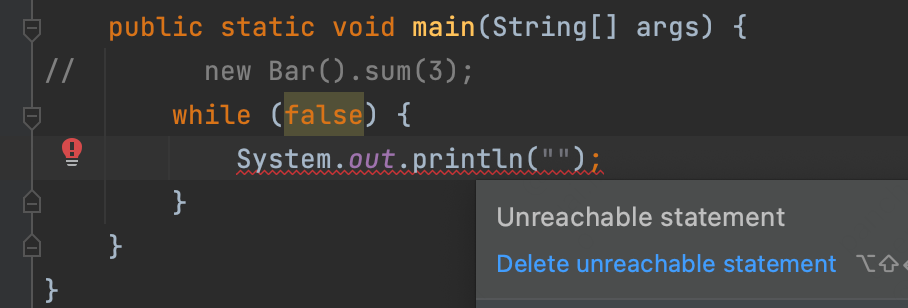 public static void main(String[] args) {
//        new Bar().sum(3);
while (false) {
System.out.println("");
}
}
}
Unreachable statement
Delete unreachable statement ⌥⇧